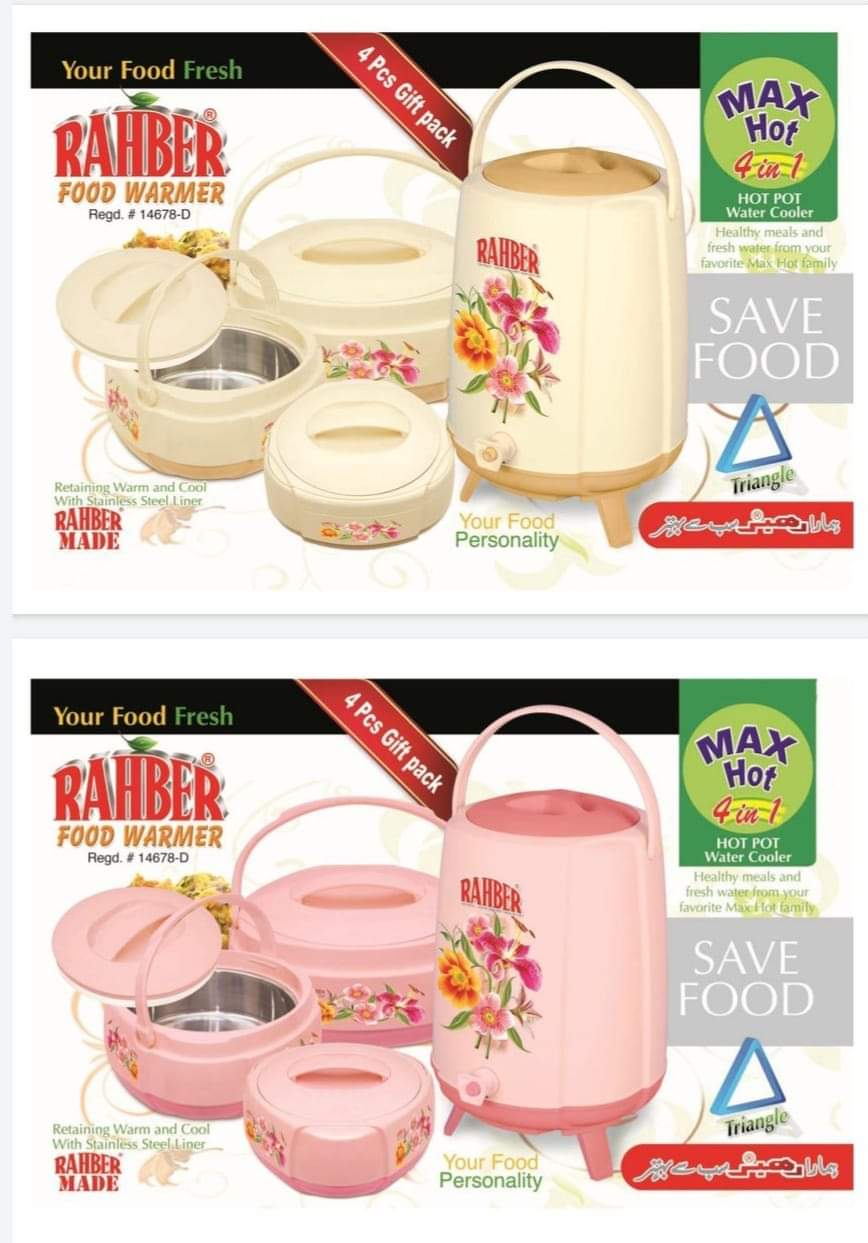 Your Food Fresh
4 Pcs Gift pack
RAHBER®
FOOD WARMER
Regd. # 14678-D
MAX
Hot
4 in 1
HOT POT
Water Cooler
Healthy meals and
fresh water from your
favorite Max Hot family
RAHBER
SAVE
FOOD
Triangle
Retaining Warm and Cool
With Stainless Steel Liner
RAHBER
MADE
Your Food
Personality
ہمارا رھبر سب سے بہتر
Your Food Fresh
4 Pcs Gift pack
RAHBER®
FOOD WARMER
Regd. # 14678-D
MAX
Hot
4 in 1
HOT POT
Water Cooler
Healthy meals and
fresh water from your
favorite Max Hot family
RAHBER
SAVE
FOOD
Triangle
Retaining Warm and Cool
With Stainless Steel Liner
RAHBER
MADE
Your Food
Personality
ہمارا رھبر سب سے بہتر